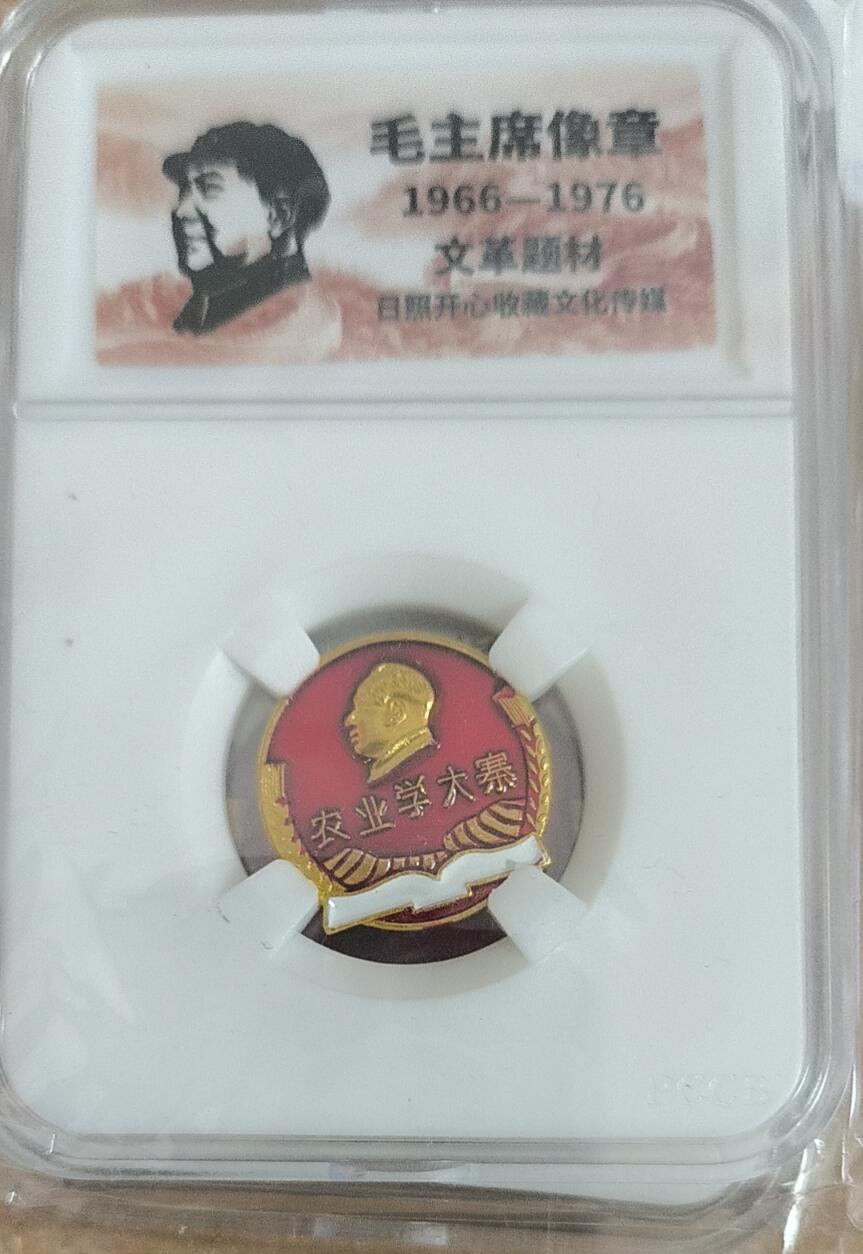 毛主席像章
1966—1976
文革题材
日照开心收藏文化传媒
农业学大寨
PCCB